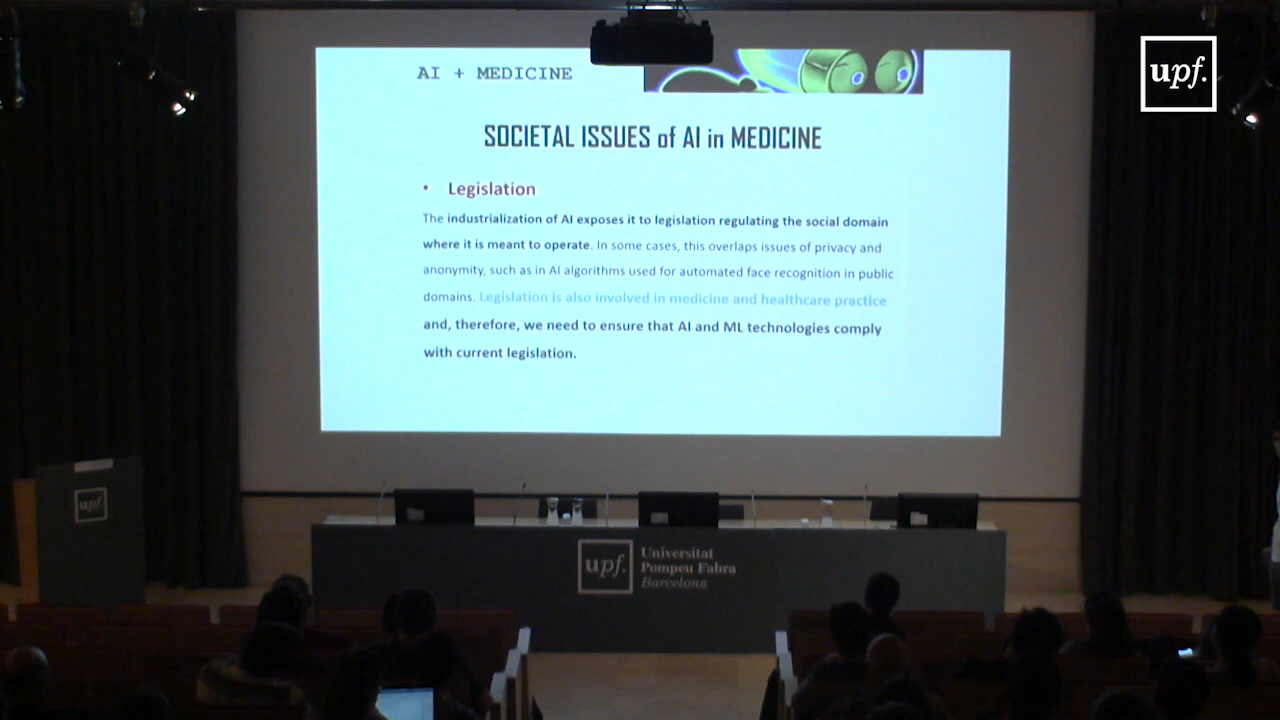 upf.
AI + MEDICINE
SOCIETAL ISSUES of AI in MEDICINE
• Legislation
The industrialization of AI exposes it to legislation regulating the social domain
where it is meant to operate. In some cases, this overlaps issues of privacy and
anonymity, such as in AI algorithms used for automated face recognition in public
domains. Legislation is also involved in medicine and healthcare practice
and, therefore, we need to ensure that AI and ML technologies comply
with current legislation.
upf.
upf.
Universitat
Pompeu Fabra
Barcelona